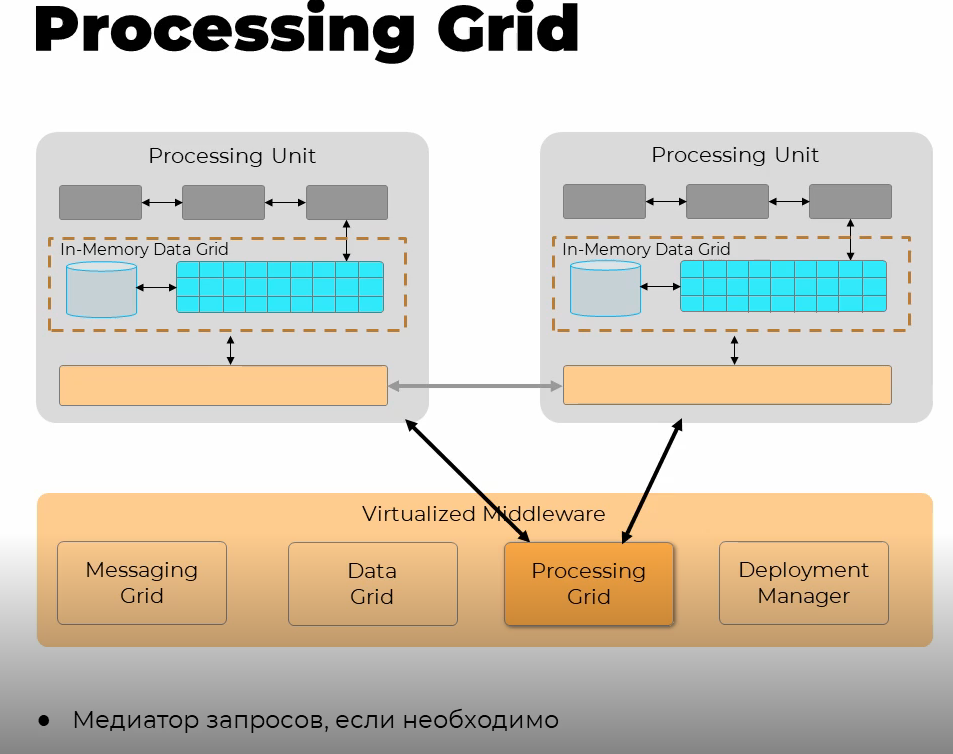 Processing Grid
Processing Unit
Processing Unit
In-Memory Data Grid
In-Memory Data Grid
Virtualized Middleware
Messaging
Grid
Data
Grid
Processing
Grid
Deployment
Manager
● Медиатор запросов, если необходимо